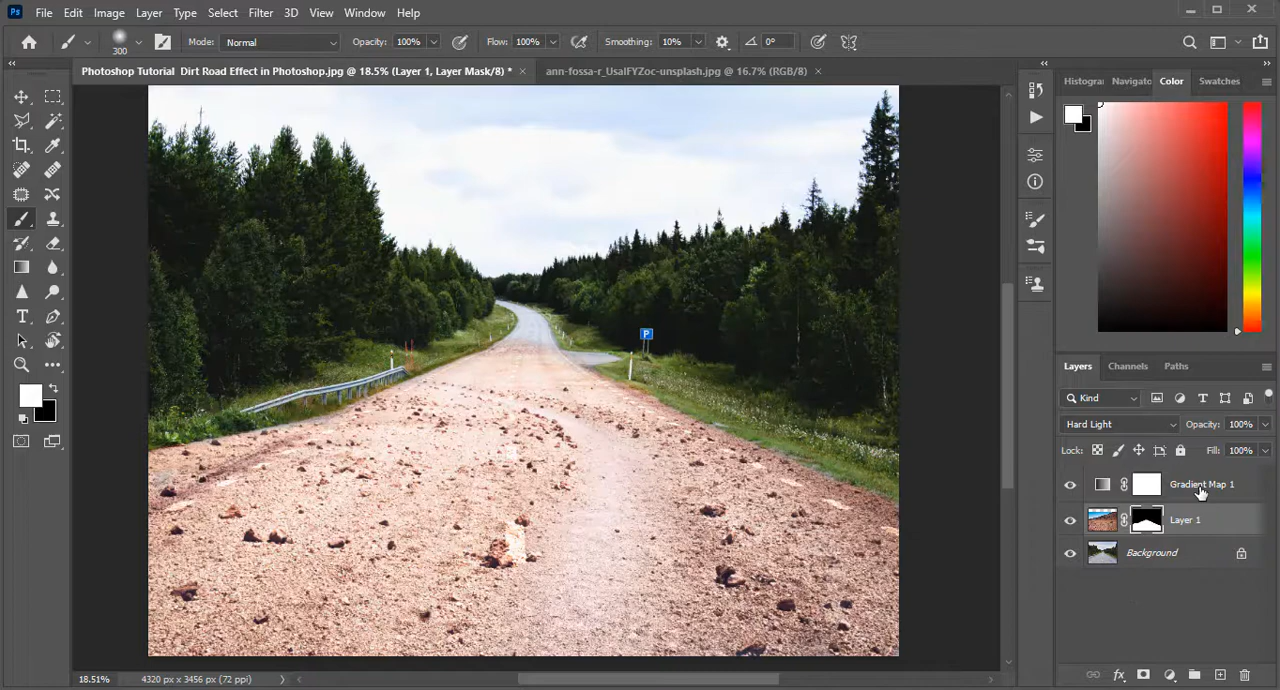 Ps File Edit Image Layer Type Select Filter 3D View Window Help
300 Mode: Normal Opacity: 100% Flow: 100% Smoothing: 10% 0°
Photoshop Tutorial Dirt Road Effect in Photoshop.jpg @ 18.5% (Layer 1, Layer Mask/8) * ann-fossa-r_UsaIFYZoc-unsplash.jpg @ 16.7% (RGB/8)
Histogra Navigato Color Swatches
P
Layers Channels Paths
Kind
Hard Light Opacity: 100%
Lock: Fill: 100%
Gradient Map 1
Layer 1
Background
18.51% 4320 px x 3456 px (72 ppi)